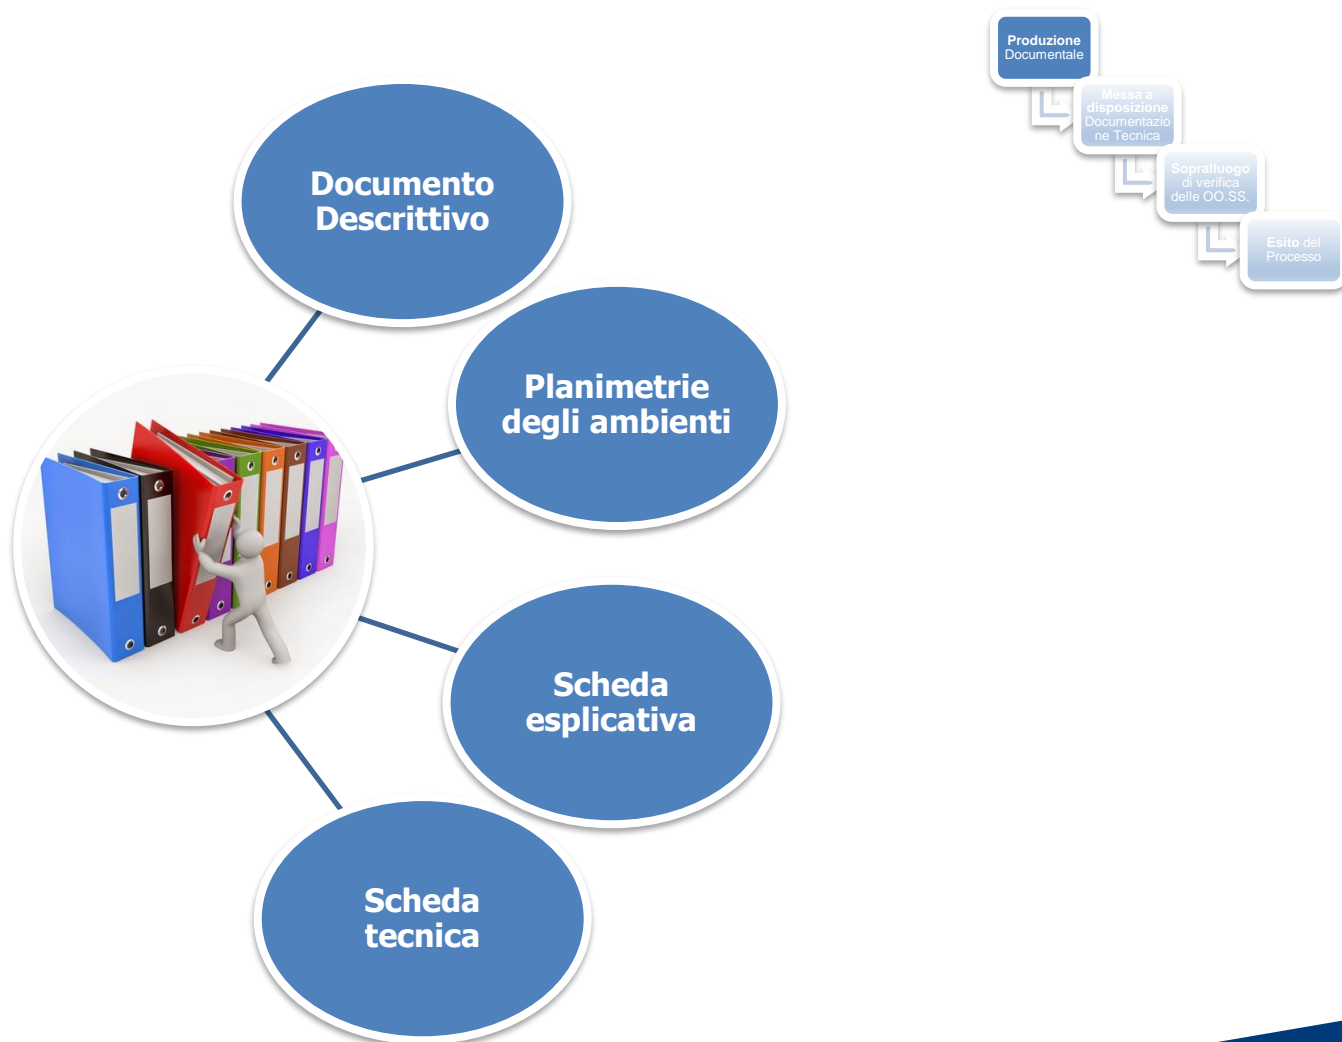 Produzione
Documentale
Messa a
disposizione
Documentazio
ne Tecnica
Sopralluogo
di verifica
delle OO.SS.
Esito del
Processo
Documento
Descrittivo
Planimetrie
degli ambienti
Scheda
esplicativa
Scheda
tecnica